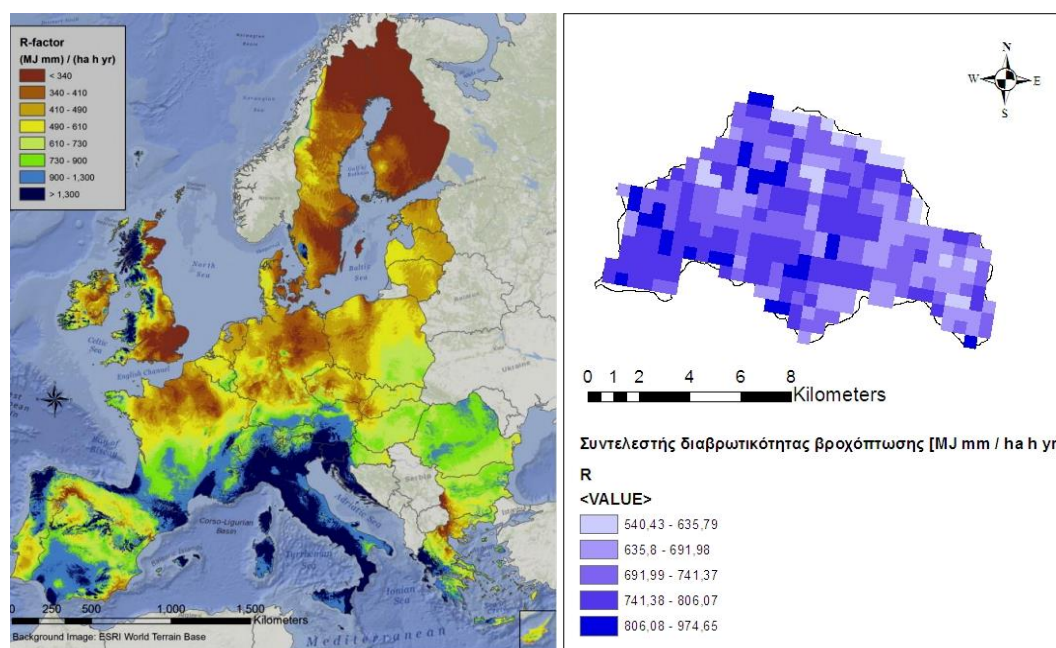 R-factor
(MJ mm) / (ha h yr)
< 340
340 - 410
410 - 490
490 - 610
610 - 730
730 - 900
900 - 1,300
> 1,300
Norwegian Sea
North
Sea
Baltic
Sea
Celtic
Sea
English Channel
Bay of
Biscay
Ukraine
Serbia
Corso-Ligurian
Basin
Adriatic Sea
Tyrrhenian
Sea
Ionian
Sea
Mediterranean
0 250 500 1,000 1,500
Kilometers
Background Image: ESRI World Terrain Base
N
W E
S
0 1 2 4 6 8
Kilometers
Συντελεστής διαβρωτικότητας βροχόπτωσης [MJ mm / ha h yr
R
<VALUE>
540,43 - 635,79
635,8 - 691,98
691,99 - 741,37
741,38 - 806,07
806,08 - 974,65